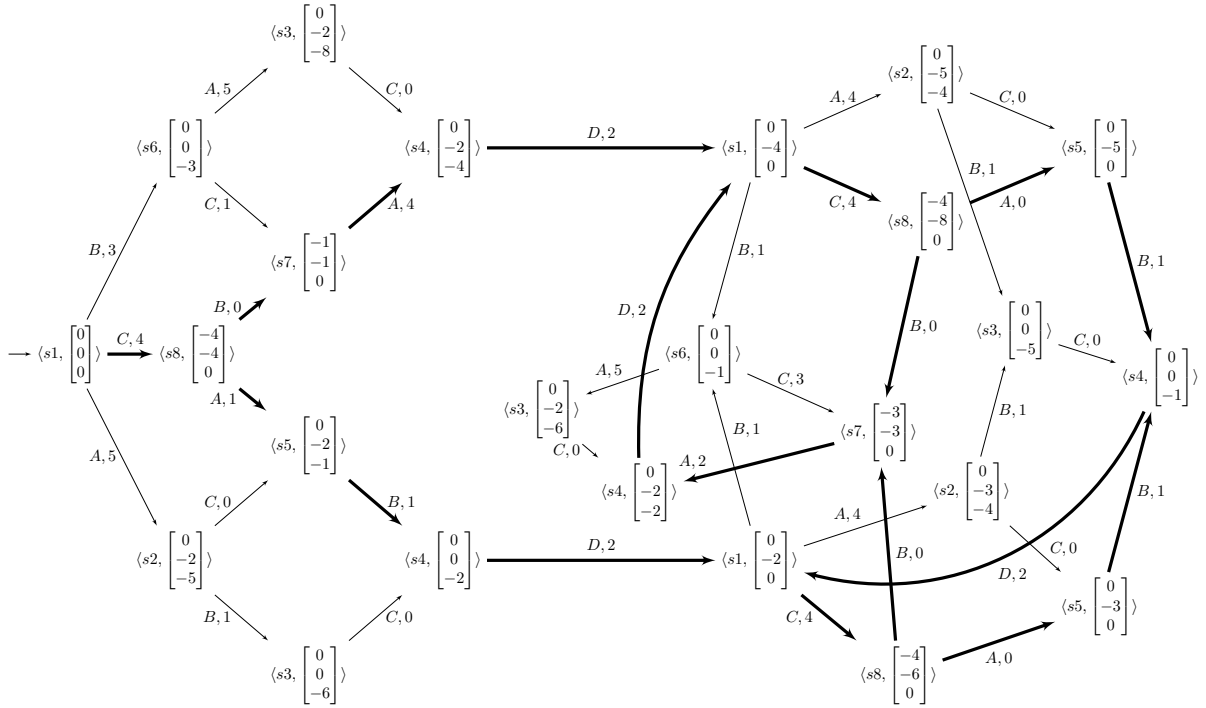 ⟨s3, [0 −2 −8]⟩
⟨s2, [0 −5 −4]⟩
A, 5
C, 0
A, 4
C, 0
⟨s6, [0 0 −3]⟩
⟨s4, [0 −2 −4]⟩
D, 2
⟨s1, [0 −4 0]⟩
⟨s5, [0 −5 0]⟩
B, 1
C, 1
A, 4
C, 4
A, 0
⟨s8, [−4 −8 0]⟩
B, 3
⟨s7, [−1 −1 0]⟩
B, 1
B, 1
B, 0
D, 2
B, 0
⟨s3, [0 0 −5]⟩
C, 0
⟨s1, [0 0 0]⟩
C, 4
⟨s8, [−4 −4 0]⟩
⟨s6, [0 0 −1]⟩
⟨s4, [0 0 −1]⟩
A, 5
C, 3
A, 1
⟨s3, [0 −2 −6]⟩
B, 1
⟨s7, [−3 −3 0]⟩
B, 1
A, 5
⟨s5, [0 −2 −1]⟩
C, 0
A, 2
C, 0
B, 1
⟨s4, [0 −2 −2]⟩
⟨s2, [0 −3 −4]⟩
B, 1
A, 4
⟨s2, [0 −2 −5]⟩
⟨s4, [0 0 −2]⟩
D, 2
⟨s1, [0 −2 0]⟩
B, 0
C, 0
D, 2
B, 1
C, 0
C, 4
⟨s5, [0 −3 0]⟩
A, 0
⟨s3, [0 0 −6]⟩
⟨s8, [−4 −6 0]⟩